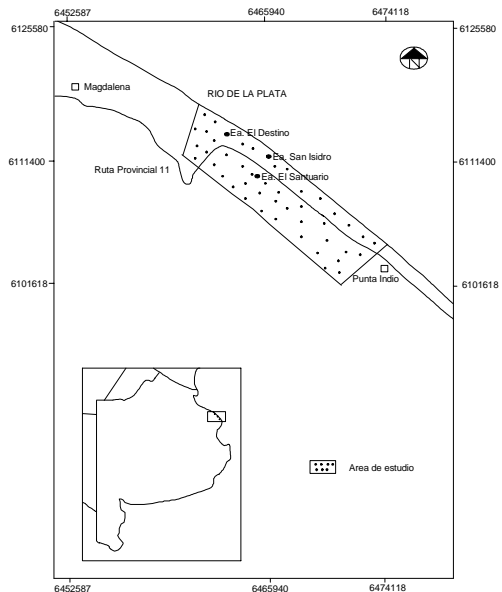 6452587
6465940
6474118
6125580
6125580
N
Magdalena
RIO DE LA PLATA
Ea. El Destino
Ea. San Isidro
6111400
6111400
Ruta Provincial 11
Ea. El Santuario
Punta Indio
6101618
6101618
Area de estudio
6452587
6465940
6474118